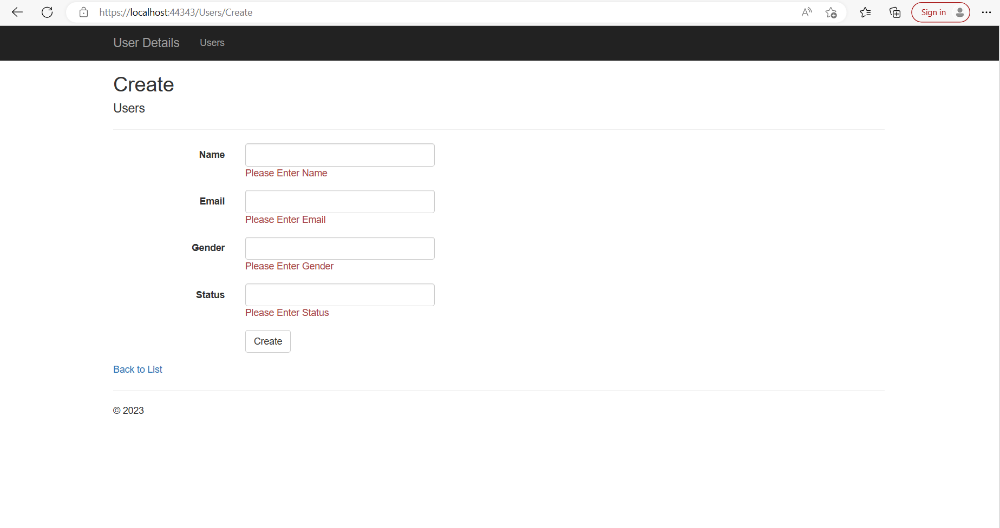 https://localhost:44343/Users/Create
Sign in
User Details Users
Create
Users
Name
Please Enter Name
Email
Please Enter Email
Gender
Please Enter Gender
Status
Please Enter Status
Create
Back to List
© 2023